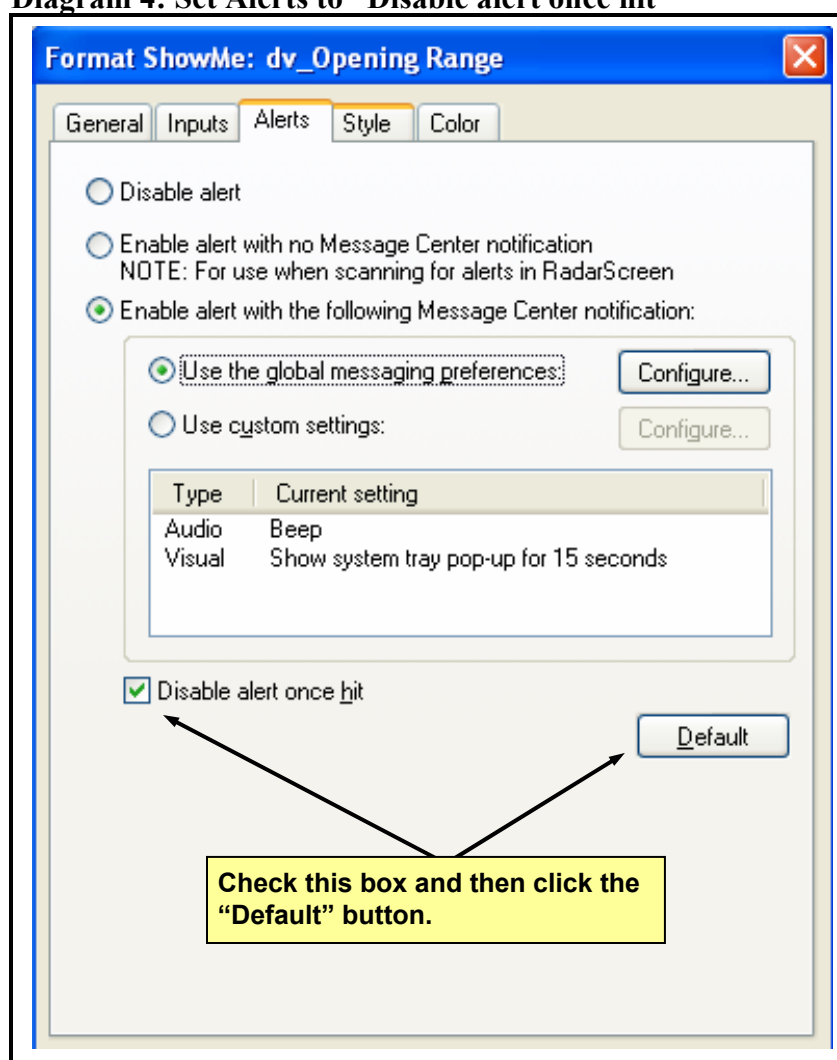 Diagram 4: Set Alerts to "Disable alert once hit"
Format ShowMe: dv_Opening Range
General Inputs Alerts Style Color
Disable alert
Enable alert with no Message Center notification
NOTE: For use when scanning for alerts in RadarScreen
Enable alert with the following Message Center notification:
Use the global messaging preferences: Configure...
Use custom settings: Configure...
Type Current setting
Audio Beep
Visual Show system tray pop-up for 15 seconds
Disable alert once hit
Default
Check this box and then click the
“Default” button.